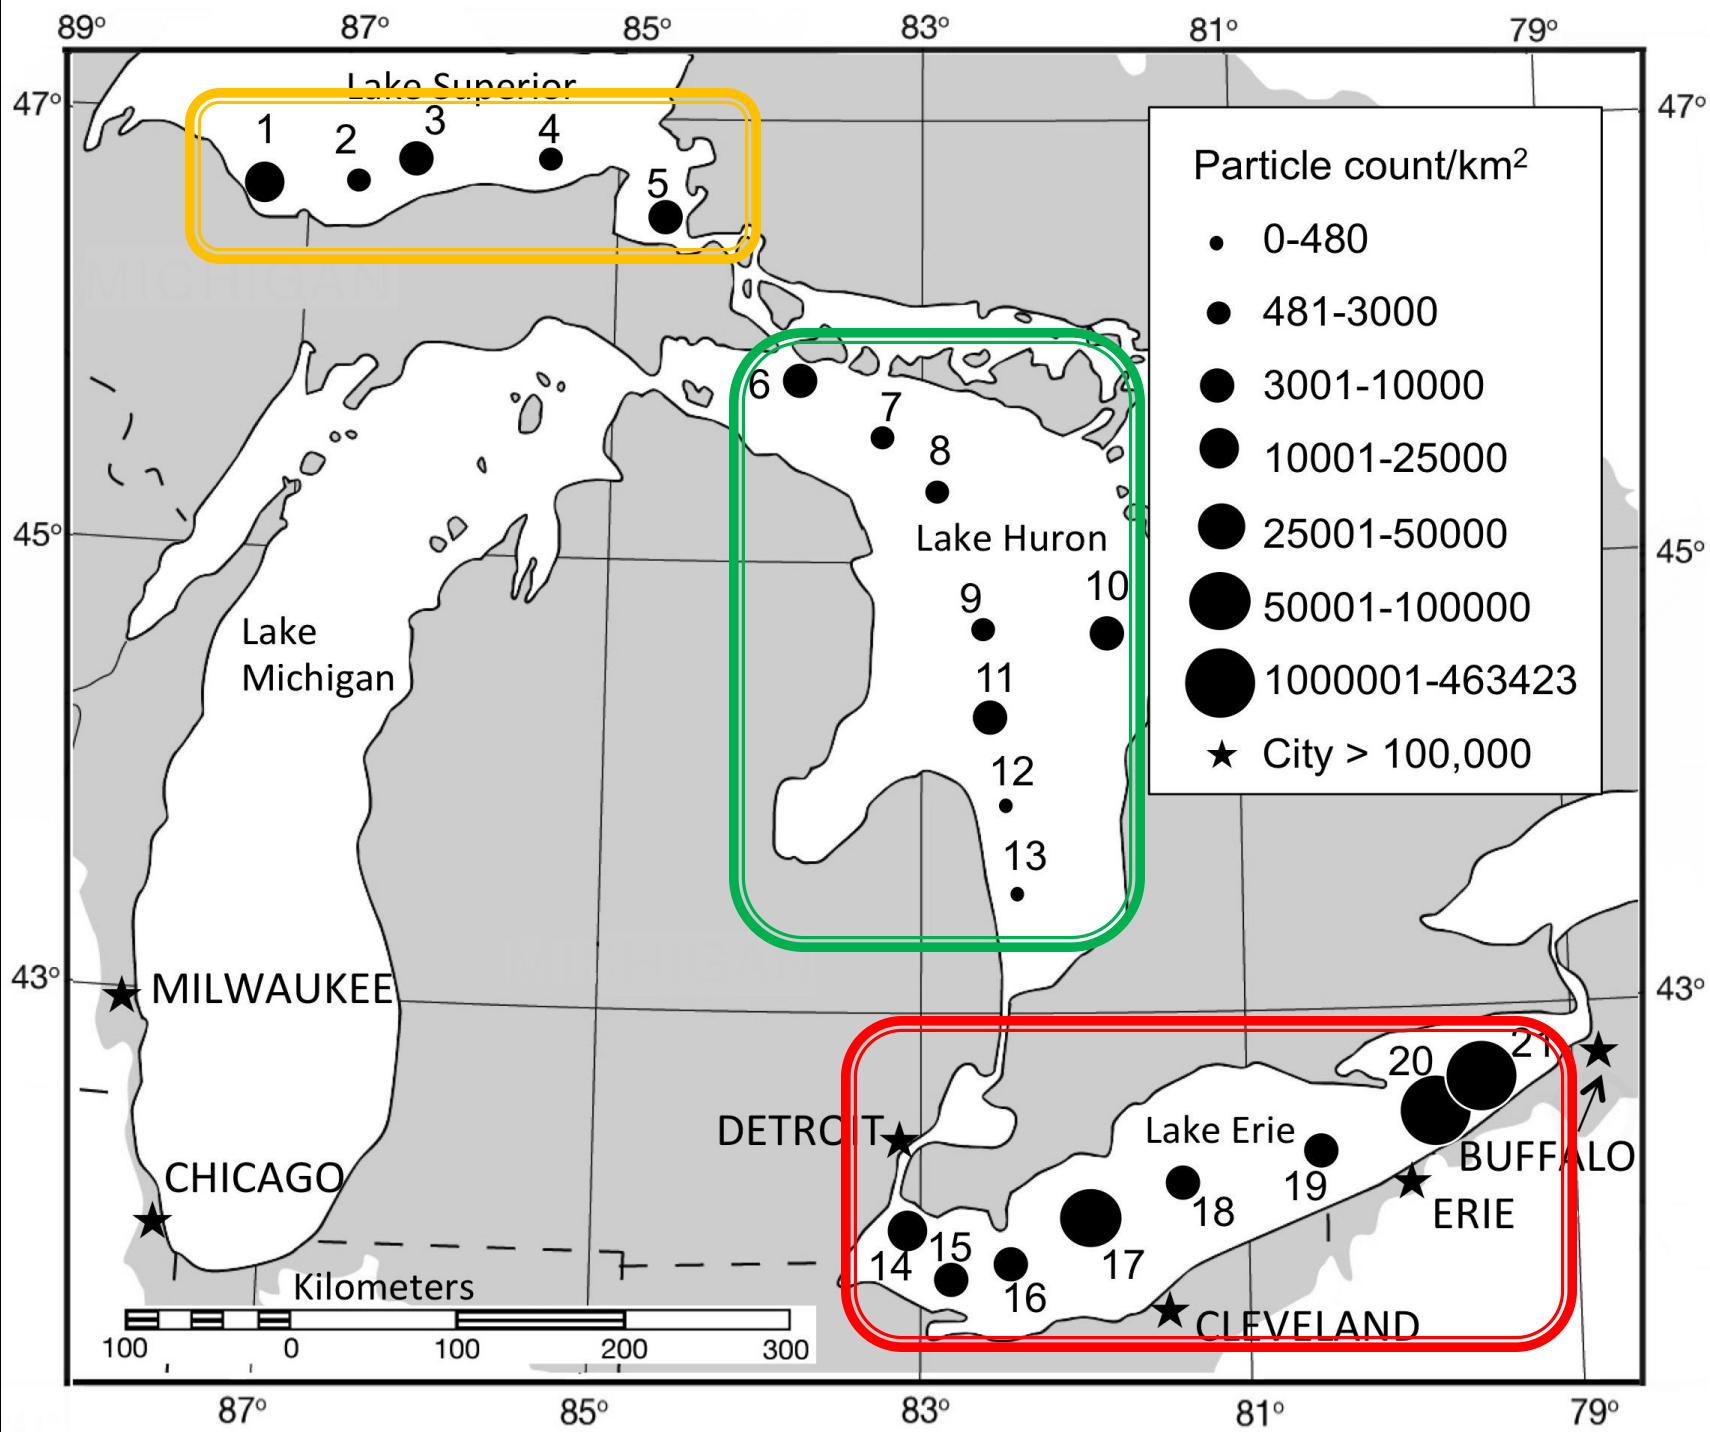 89° 87° 85° 83° 81° 79°
47° 47°
Lake Superior
1 2 3 4 5
Particle count/km²
0-480
481-3000
3001-10000
10001-25000
25001-50000
50001-100000
1000001-463423
City > 100,000
MICHIGAN
6
7
8
Lake Huron
45° 45°
9
10
11
12
13
Lake
Michigan
43° 43°
MILWAUKEE
CHICAGO
DETROIT
Lake Erie
14
15
16
17
18
19
20
21
BUFFALO
ERIE
CLEVELAND
Kilometers
100 0 100 200 300
87° 85° 83° 81° 79°